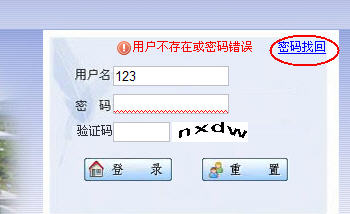 用户不存在或密码错误 密码找回
用户名 123
密 码
验证码 nxdw
登 录 重 置